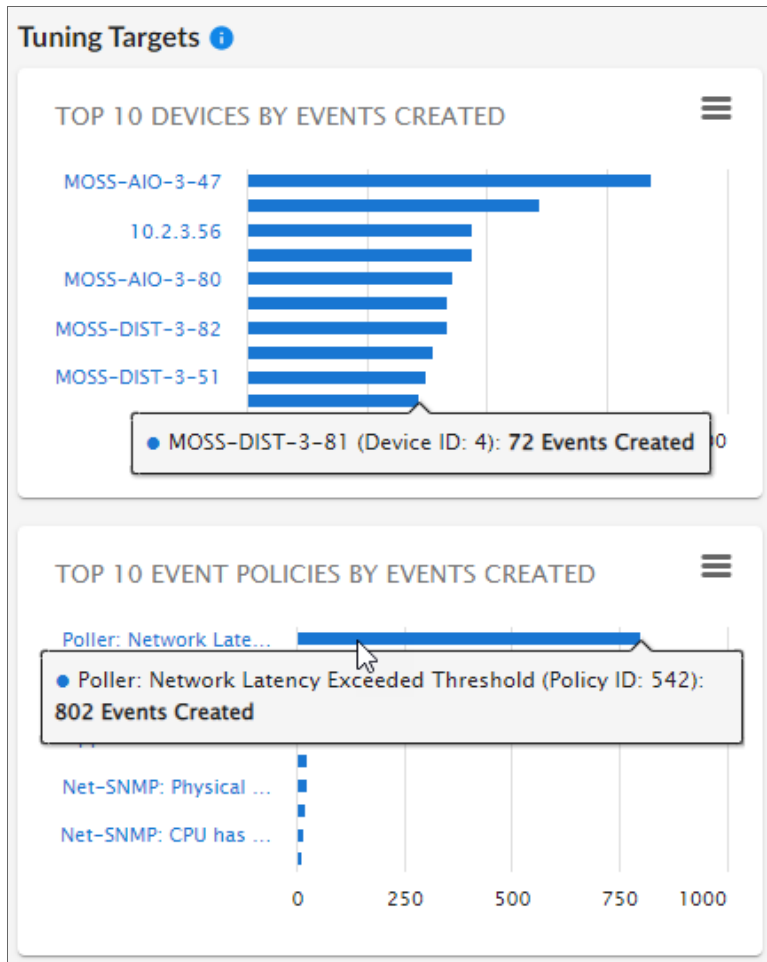 Tuning Targets
TOP 10 DEVICES BY EVENTS CREATED
MOSS-AIO-3-47
10.2.3.56
MOSS-AIO-3-80
MOSS-DIST-3-82
MOSS-DIST-3-51
MOSS-DIST-3-81 (Device ID: 4): 72 Events Created
TOP 10 EVENT POLICIES BY EVENTS CREATED
Poller: Network Late...
Poller: Network Latency Exceeded Threshold (Policy ID: 542):
802 Events Created
Net-SNMP: Physical ...
Net-SNMP: CPU has ...
0 250 500 750 1000